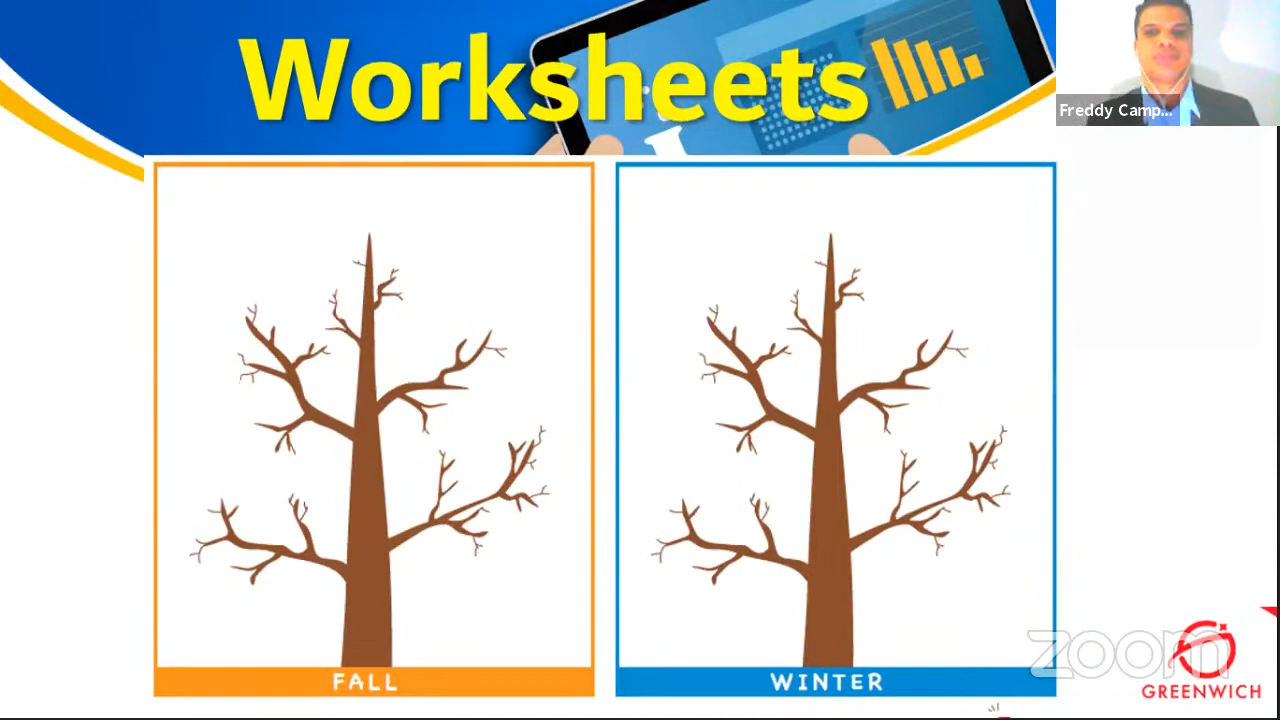 Worksheets
Freddy Camp...
FALL
WINTER
zoom
GREENWICH